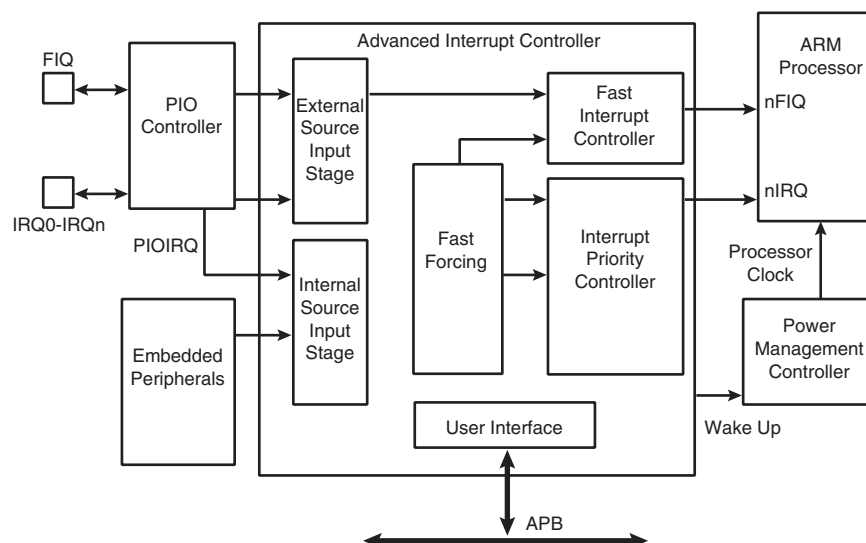 Advanced Interrupt Controller
FIQ
PIO
Controller
IRQ0-IRQn
PIOIRQ
Embedded
Peripherals
External
Source
Input
Stage
Internal
Source
Input
Stage
Fast
Forcing
Fast
Interrupt
Controller
Interrupt
Priority
Controller
User Interface
APB
ARM
Processor
nFIQ
nIRQ
Processor
Clock
Power
Management
Controller
Wake Up